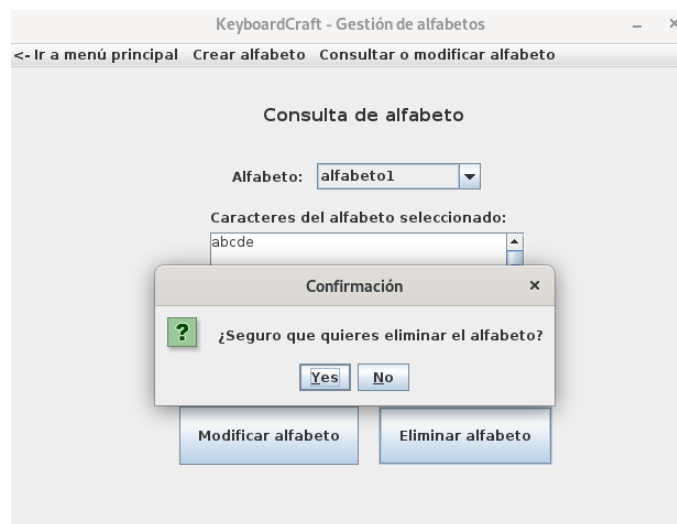 KeyboardCraft - Gestión de alfabetos
<- Ir a menú principal Crear alfabeto Consultar o modificar alfabeto
Consulta de alfabeto
Alfabeto: alfabeto1
Caracteres del alfabeto seleccionado:
abcde
Confirmación
¿Seguro que quieres eliminar el alfabeto?
Yes No
Modificar alfabeto Eliminar alfabeto